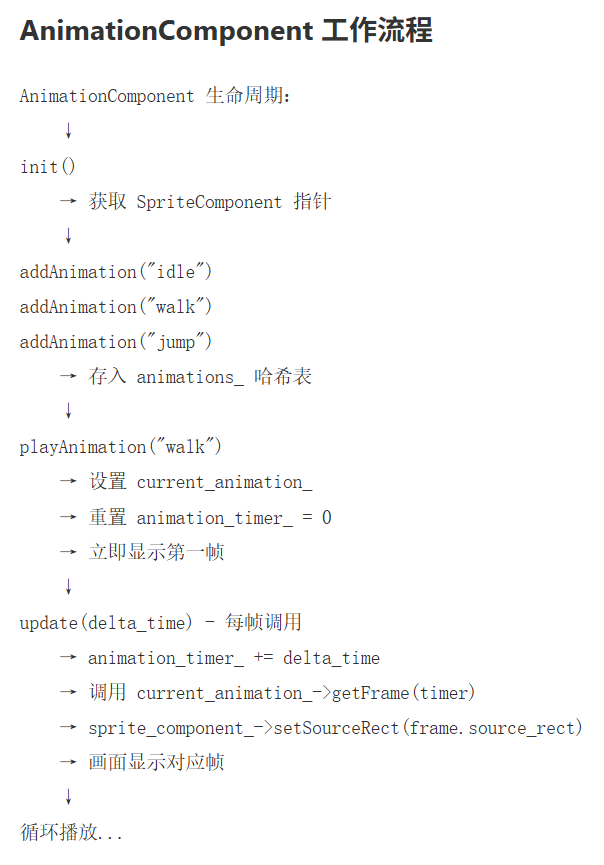 AnimationComponent 工作流程
AnimationComponent 生命周期:
↓
init()
→ 获取 SpriteComponent 指针
↓
addAnimation("idle")
addAnimation("walk")
addAnimation("jump")
→ 存入 animations_ 哈希表
↓
playAnimation("walk")
→ 设置 current_animation_
→ 重置 animation_timer_ = 0
→ 立即显示第一帧
↓
update(delta_time) - 每帧调用
→ animation_timer_ += delta_time
→ 调用 current_animation_->getFrame(timer)
→ sprite_component_->setSourceRect(frame.source_rect)
→ 画面显示对应帧
↓
循环播放...